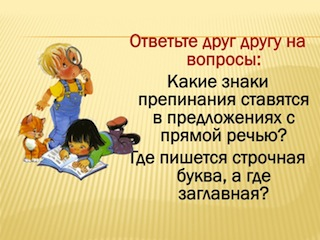 Ответьте друг другу на
вопросы:
Какие знаки
препинания ставятся
в предложениях с
прямой речью?
Где пишется строчная
буква, а где
заглавная?